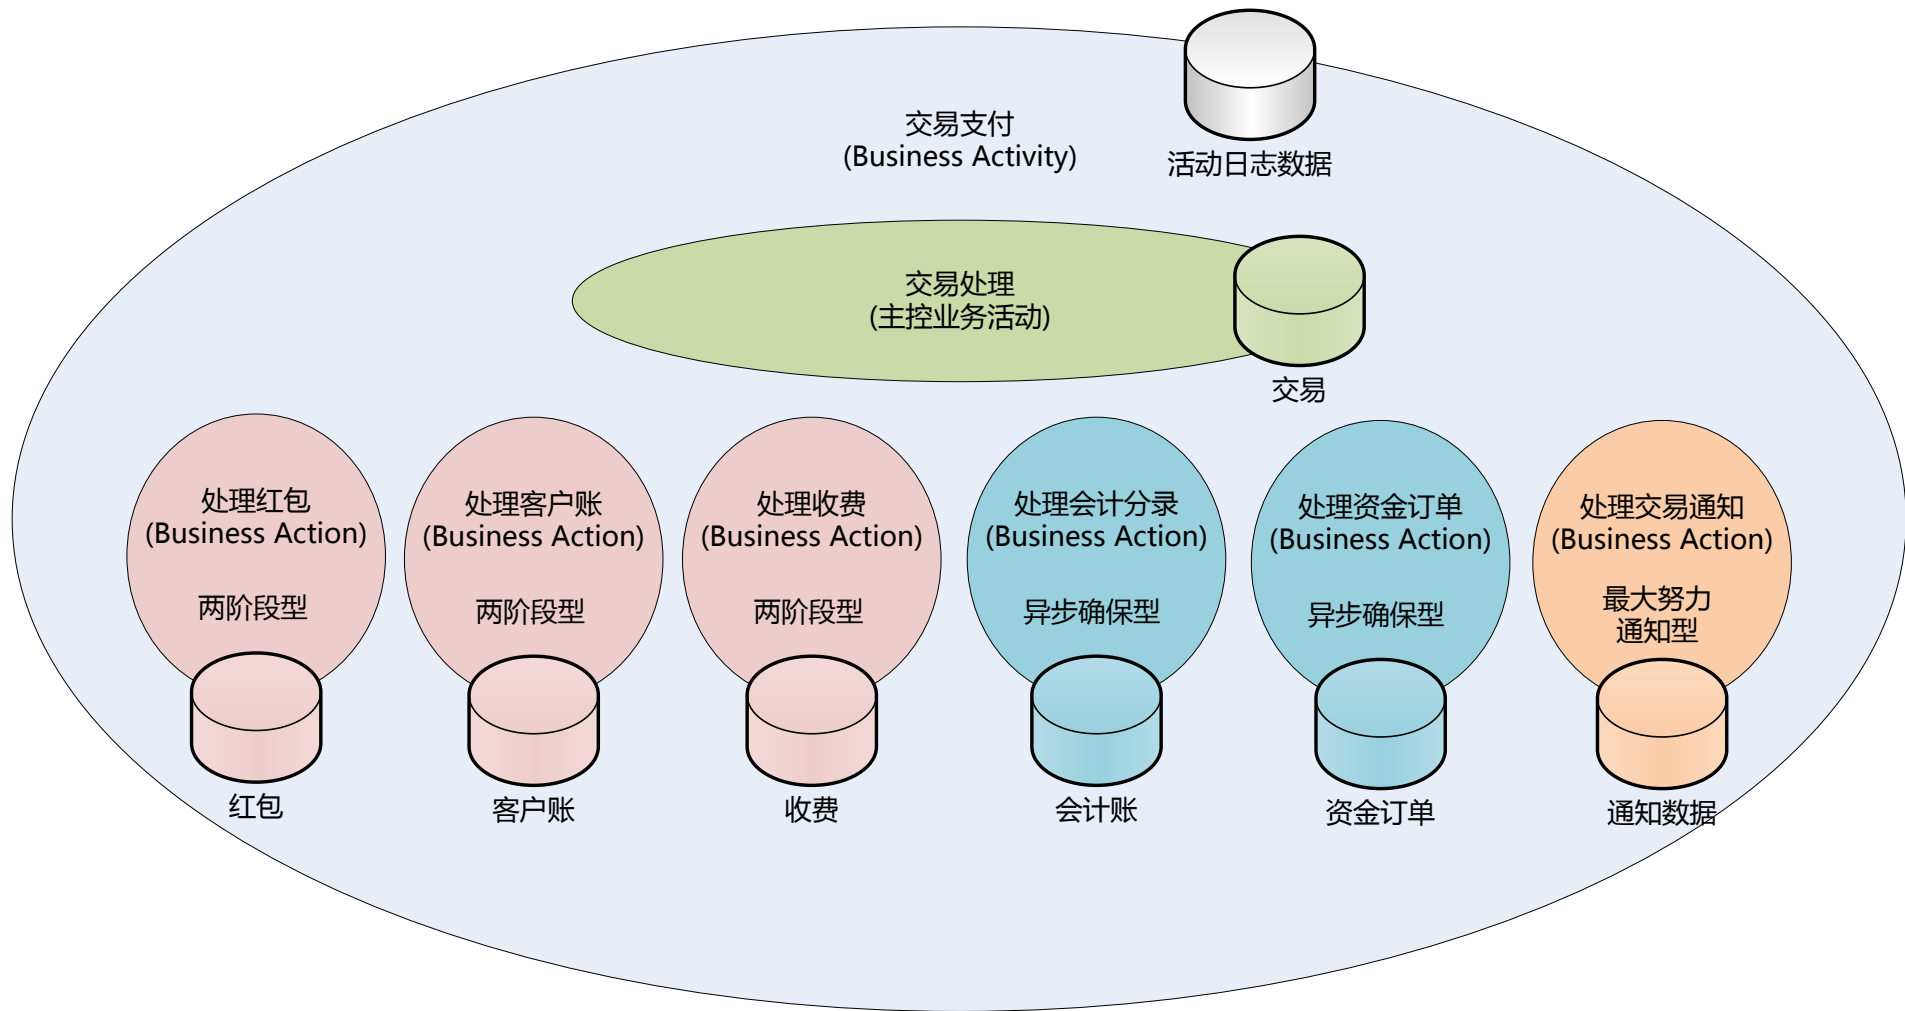 交易支付
(Business Activity)
活动日志数据
交易处理
(主控业务活动)
交易
处理红包
(Business Action)
两阶段型
红包
处理客户账
(Business Action)
两阶段型
客户账
处理收费
(Business Action)
两阶段型
收费
处理会计分录
(Business Action)
异步确保型
会计账
处理资金订单
(Business Action)
异步确保型
资金订单
处理交易通知
(Business Action)
最大努力
通知型
通知数据